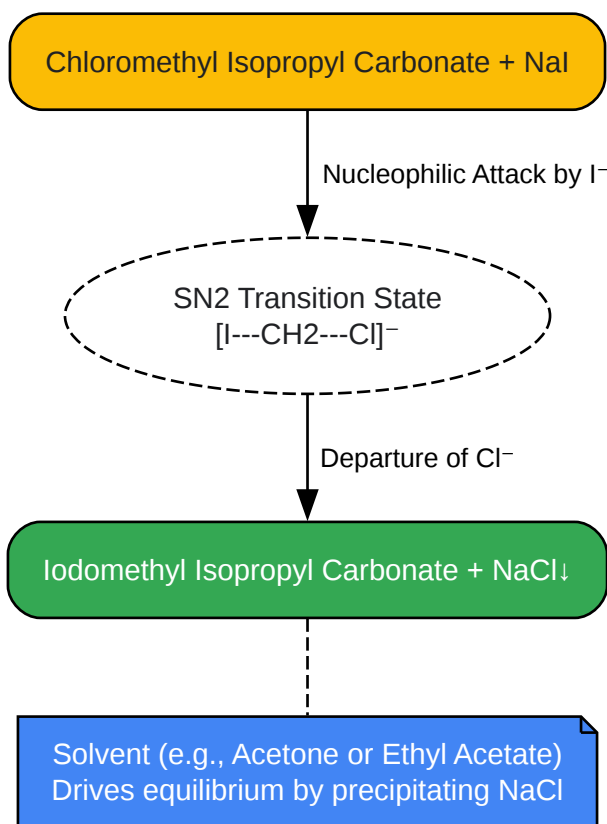 Chloromethyl Isopropyl Carbonate + NaI
Nucleophilic Attack by I⁻
SN2 Transition State
[I---CH2---Cl]⁻
Departure of Cl⁻
Iodomethyl Isopropyl Carbonate + NaCl↓
Solvent (e.g., Acetone or Ethyl Acetate)
Drives equilibrium by precipitating NaCl